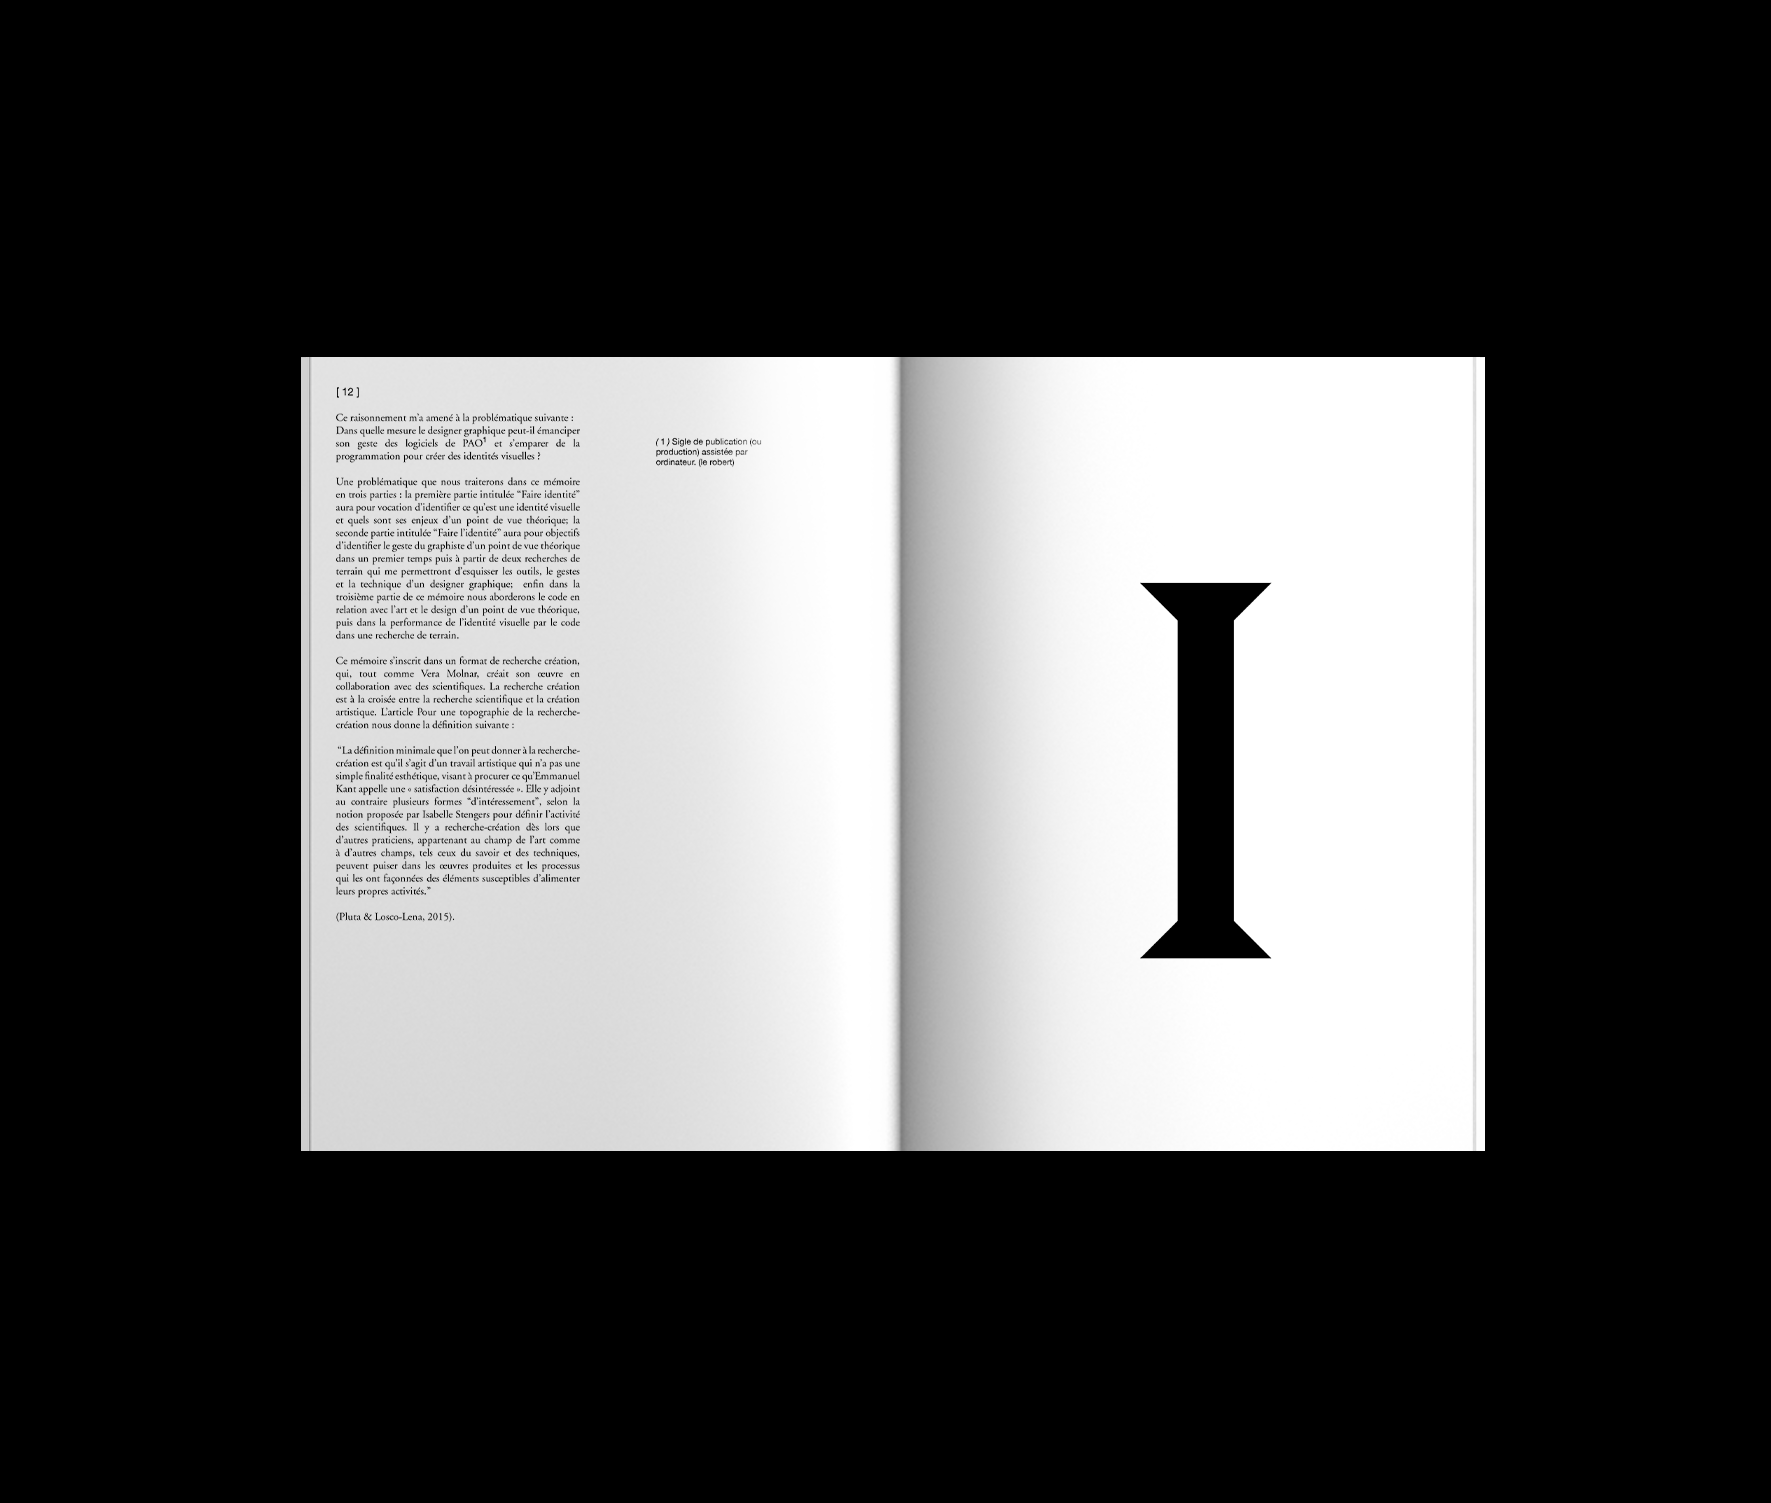 [ 12 ]
Ce raisonnement m'a amené à la problématique suivante :
Dans quelle mesure le designer graphique peut-il émanciper
son geste des logiciels de PAO¹ et s'emparer de la
programmation pour créer des identités visuelles ?
Une problématique que nous traiterons dans ce mémoire
en trois parties : la première partie intitulée “Faire identité”
aura pour vocation d'identifier ce qu'est une identité visuelle
et quels sont ses enjeux d'un point de vue théorique; la
seconde partie intitulée “Faire l'identité” aura pour objectifs
d'identifier le geste du graphiste d'un point de vue théorique
dans un premier temps puis à partir de deux recherches de
terrain qui me permettront d'esquisser les outils, le gestes
et la technique d'un designer graphique; enfin dans la
troisième partie de ce mémoire nous aborderons le code en
relation avec l'art et le design d'un point de vue théorique,
puis dans la performance de l'identité visuelle par le code
dans une recherche de terrain.
Ce mémoire s'inscrit dans un format de recherche création,
qui, tout comme Vera Molnar, créait son œuvre en
collaboration avec des scientifiques. La recherche création
est à la croisée entre la recherche scientifique et la création
artistique. L'article Pour une topographie de la recherche-
création nous donne la définition suivante :
“La définition minimale que l'on peut donner à la recherche-
création est qu'il s'agit d'un travail artistique qui n'a pas une
simple finalité esthétique, visant à procurer ce qu'Emmanuel
Kant appelle une « satisfaction désintéressée ». Elle y adjoint
au contraire plusieurs formes “d'intéressement”, selon la
notion proposée par Isabelle Stengers pour définir l'activité
des scientifiques. Il y a recherche-création dès lors que
d'autres praticiens, appartenant au champ de l'art comme
à d'autres champs, tels ceux du savoir et des techniques,
peuvent puiser dans les œuvres produites et les processus
qui les ont façonnées des éléments susceptibles d'alimenter
leurs propres activités.”
(Pluta & Losco-Lena, 2015).
( 1 ) Sigle de publication (ou
production) assistée par
ordinateur. (le robert)
I